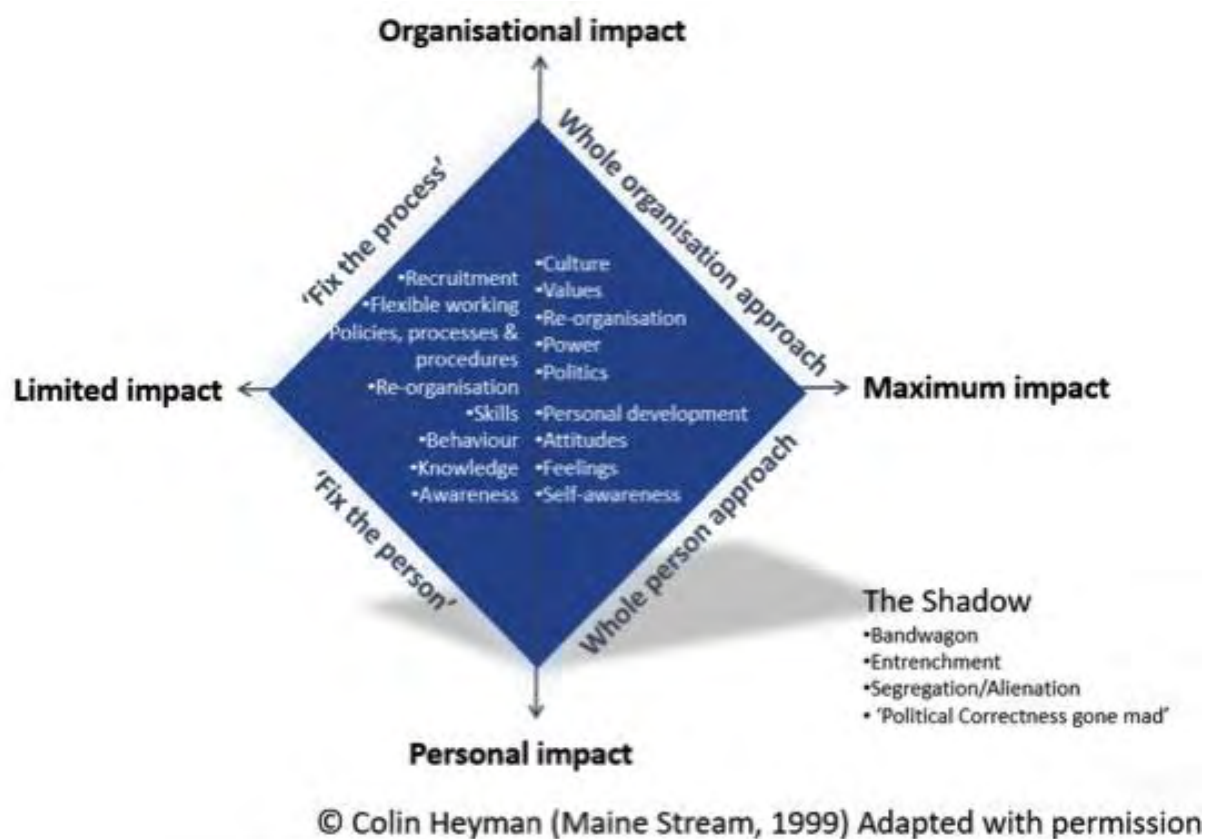 Organisational impact
'Fix the process'
Whole organisation approach
•Recruitment
•Flexible working
Policies, processes &
procedures
•Re-organisation
•Skills
•Behaviour
•Knowledge
•Awareness
•Culture
•Values
•Re-organisation
•Power
•Politics
•Personal development
•Attitudes
•Feelings
•Self-awareness
Limited impact
Maximum impact
'Fix the person'
Whole person approach
The Shadow
•Bandwagon
•Entrenchment
•Segregation/Alienation
• 'Political Correctness gone mad'
Personal impact
© Colin Heyman (Maine Stream, 1999) Adapted with permission